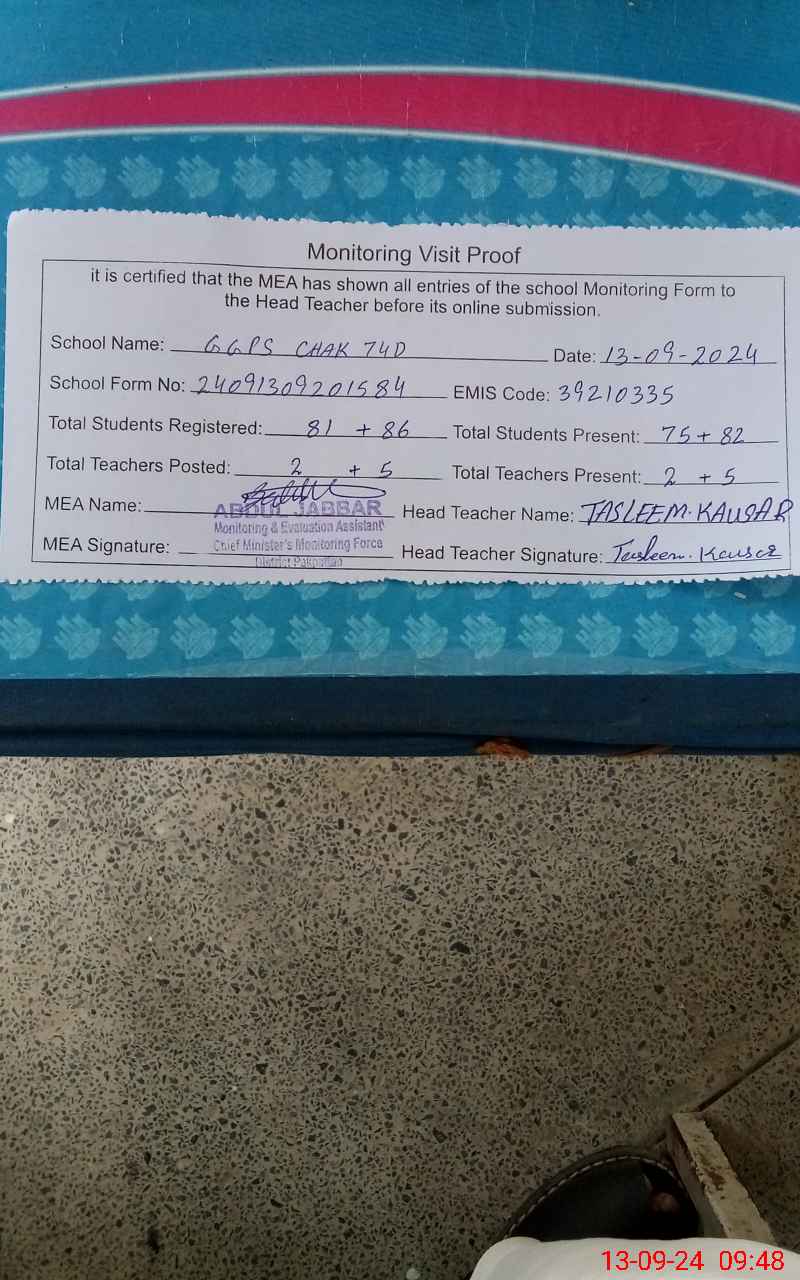 Monitoring Visit Proof
it is certified that the MEA has shown all entries of the school Monitoring Form to
the Head Teacher before its online submission.
School Name: GGPS CHAK 74D Date: 13-09-2024
School Form No: 24091309201584 EMIS Code: 39210335
Total Students Registered: 81 + 86 Total Students Present: 75 + 82
Total Teachers Posted: 2 + 5 Total Teachers Present: 2 + 5
MEA Name: ABDUL JABBAR Head Teacher Name: TASLEEM.KAUSAR
Monitoring & Evaluation Assistant
MEA Signature: Chief Minister's Monitoring Force Head Teacher Signature: Tasleem.Kausar
District Pakpattan
13-09-24 09:48